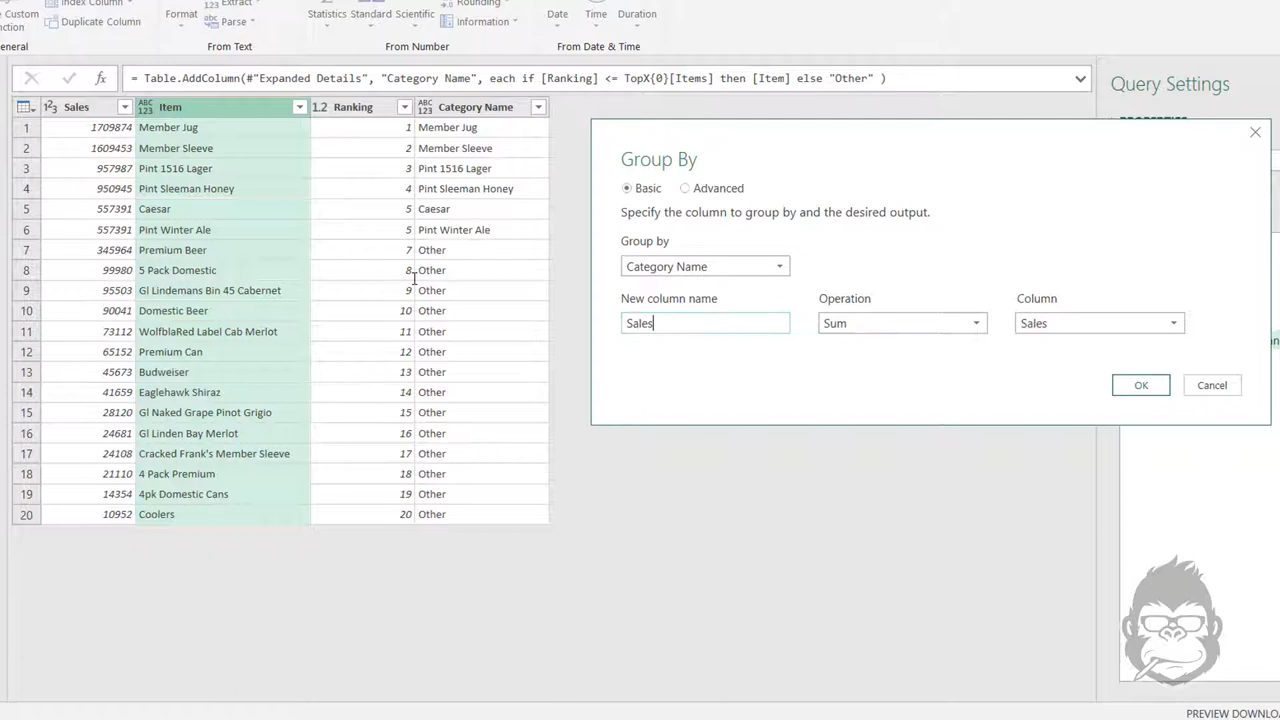 Custom
Column
Index Column
Duplicate Column
Format
Extract
Parse
Statistics Standard Scientific
Rounding
Information
Date Time Duration
General
From Text
From Number
From Date & Time
fx = Table.AddColumn(#"Expanded Details", "Category Name", each if [Ranking] <= TopX{0}[Items] then [Item] else "Other" )
Query Settings
PROPERTIES
1²3 Sales ABC 123 Item 1.2 Ranking ABC 123 Category Name
1 1709874 Member Jug 1 Member Jug
2 1609453 Member Sleeve 2 Member Sleeve
3 957987 Pint 1516 Lager 3 Pint 1516 Lager
4 950945 Pint Sleeman Honey 4 Pint Sleeman Honey
5 557391 Caesar 5 Caesar
6 557391 Pint Winter Ale 5 Pint Winter Ale
7 345964 Premium Beer 7 Other
8 99980 5 Pack Domestic 8 Other
9 95503 Gl Lindemans Bin 45 Cabernet 9 Other
10 90041 Domestic Beer 10 Other
11 73112 WolfblaRed Label Cab Merlot 11 Other
12 65152 Premium Can 12 Other
13 45673 Budweiser 13 Other
14 41659 Eaglehawk Shiraz 14 Other
15 28120 Gl Naked Grape Pinot Grigio 15 Other
16 24681 Gl Linden Bay Merlot 16 Other
17 24108 Cracked Frank's Member Sleeve 17 Other
18 21110 4 Pack Premium 18 Other
19 14354 4pk Domestic Cans 19 Other
20 10952 Coolers 20 Other
Group By
Basic Advanced
Specify the column to group by and the desired output.
Group by
Category Name
New column name Operation Column
Sales Sum Sales
OK Cancel